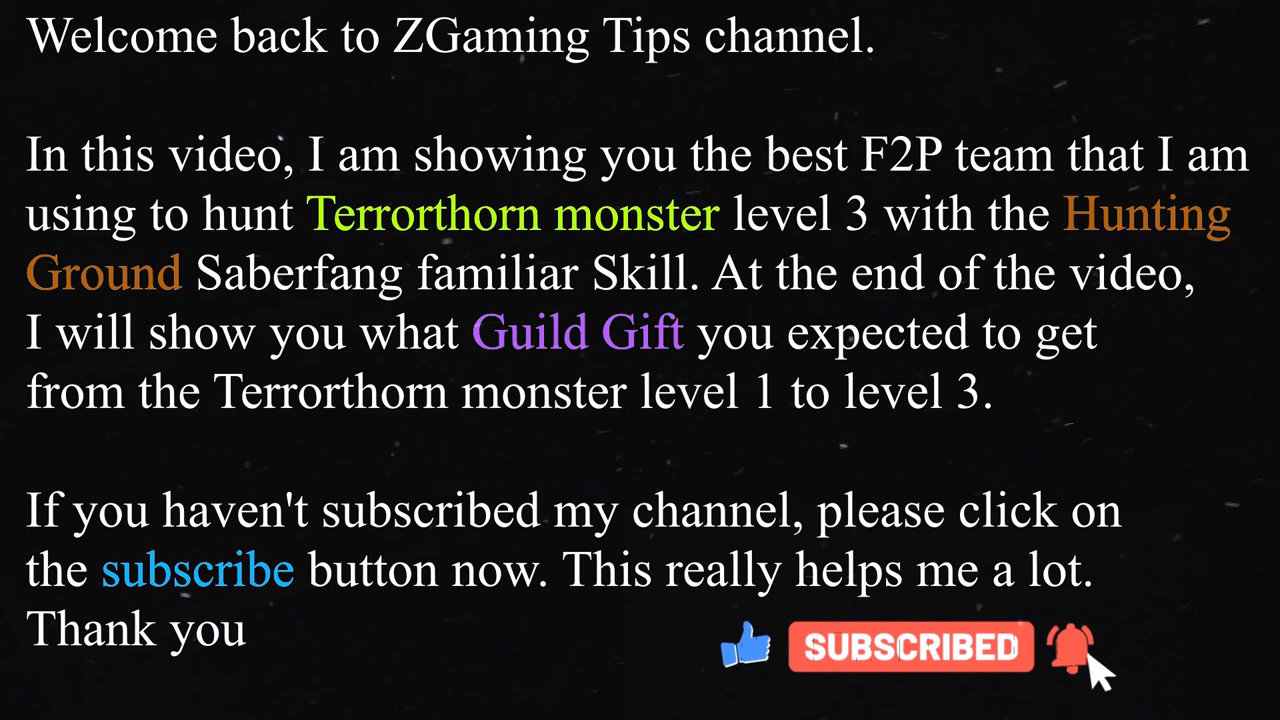 Welcome back to ZGaming Tips channel.
In this video, I am showing you the best F2P team that I am
using to hunt Terrorthorn monster level 3 with the Hunting
Ground Saberfang familiar Skill. At the end of the video,
I will show you what Guild Gift you expected to get
from the Terrorthorn monster level 1 to level 3.
If you haven't subscribed my channel, please click on
the subscribe button now. This really helps me a lot.
Thank you
SUBSCRIBED